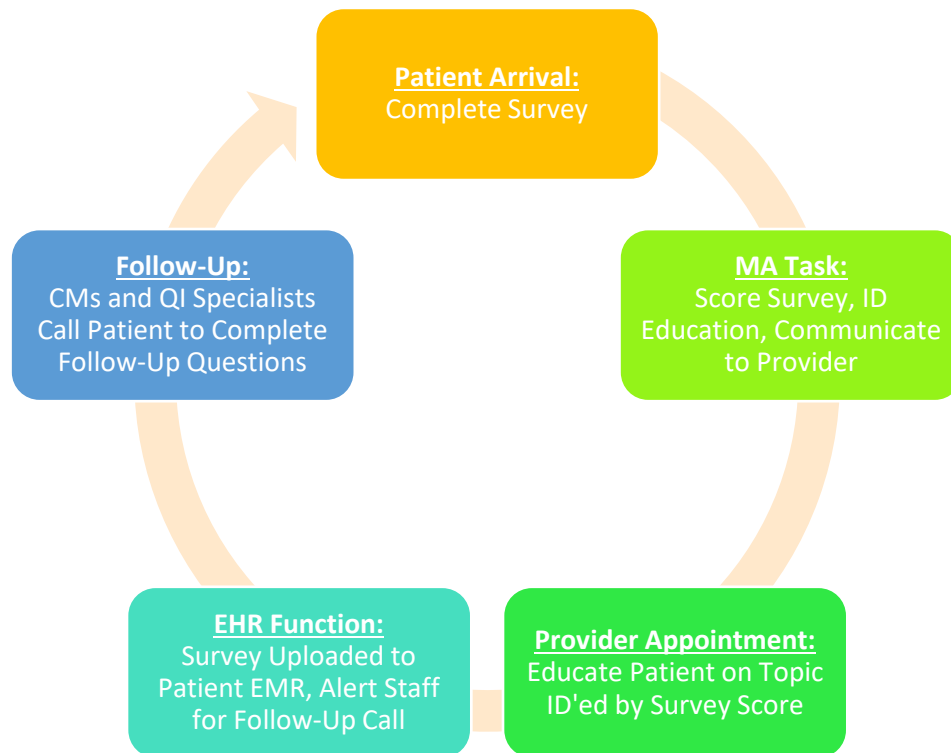 Patient Arrival:
Complete Survey
MA Task:
Score Survey, ID
Education, Communicate
to Provider
Provider Appointment:
Educate Patient on Topic
ID'ed by Survey Score
EHR Function:
Survey Uploaded to
Patient EMR, Alert Staff
for Follow-Up Call
Follow-Up:
CMs and QI Specialists
Call Patient to Complete
Follow-Up Questions